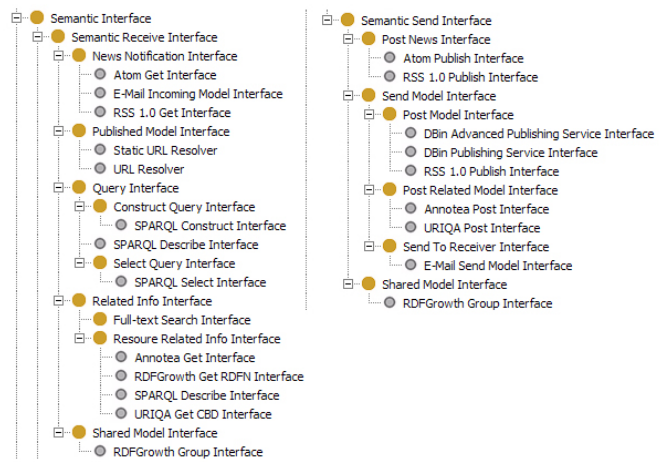 Semantic Interface
Semantic Receive Interface
News Notification Interface
Atom Get Interface
E-Mail Incoming Model Interface
RSS 1.0 Get Interface
Published Model Interface
Static URL Resolver
URL Resolver
Query Interface
Construct Query Interface
SPARQL Construct Interface
SPARQL Describe Interface
Select Query Interface
SPARQL Select Interface
Related Info Interface
Full-text Search Interface
Resoure Related Info Interface
Annotea Get Interface
RDFGrowth Get RDFN Interface
SPARQL Describe Interface
URIQA Get CBD Interface
Shared Model Interface
RDFGrowth Group Interface
Semantic Send Interface
Post News Interface
Atom Publish Interface
RSS 1.0 Publish Interface
Send Model Interface
Post Model Interface
DBin Advanced Publishing Service Interface
DBin Publishing Service Interface
RSS 1.0 Publish Interface
Post Related Model Interface
Annotea Post Interface
URIQA Post Interface
Send To Receiver Interface
E-Mail Send Model Interface
Shared Model Interface
RDFGrowth Group Interface